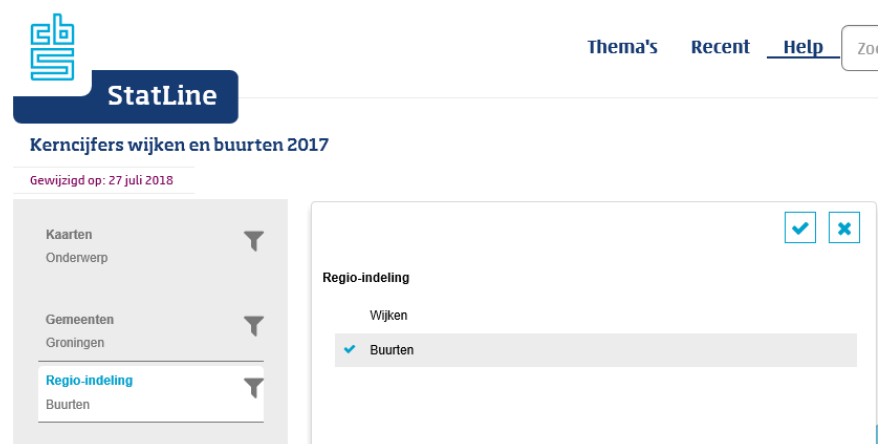 cbs
Thema's Recent Help
StatLine
Kerncijfers wijken en buurten 2017
Gewijzigd op: 27 juli 2018
Kaarten
Onderwerp
Gemeenten
Groningen
Regio-indeling
Buurten
Regio-indeling
Wijken
Buurten